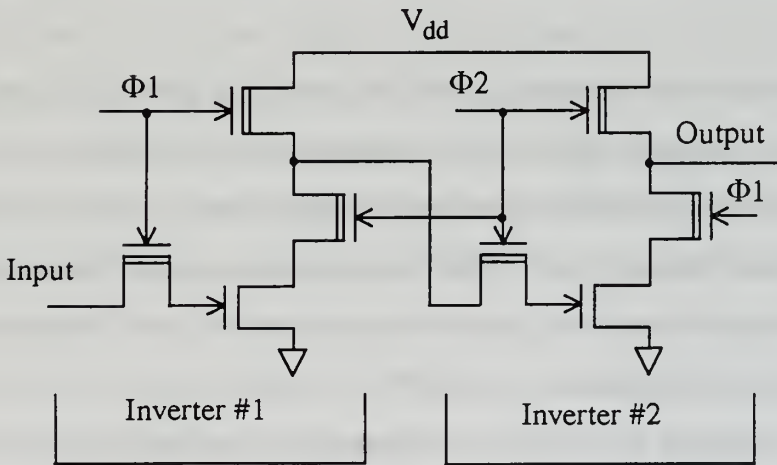 V_dd
Φ1
Φ2
Output
Φ1
Input
Inverter #1
Inverter #2